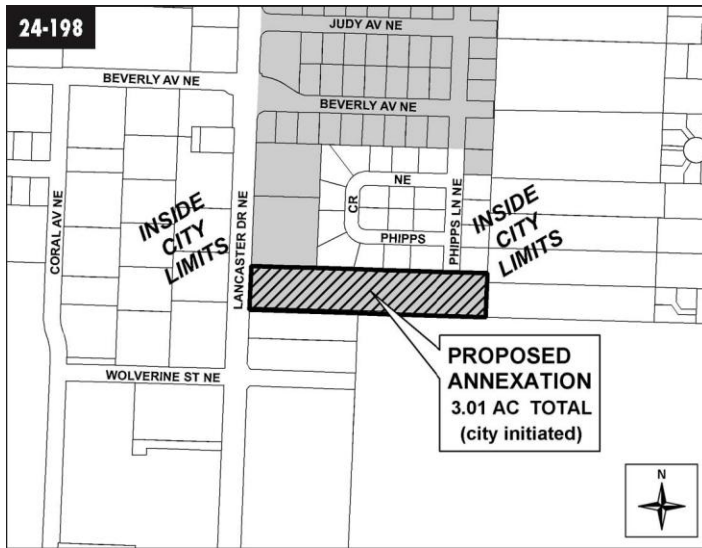 24-198
JUDY AV NE
BEVERLY AV NE
BEVERLY AV NE
CORAL AV NE
INSIDE
CITY
LIMITS
LANCASTER DR NE
NE
CR
PHIPPS
PHIPPS LN NE
INSIDE
CITY
LIMITS
WOLVERINE ST NE
PROPOSED
ANNEXATION
3.01 AC TOTAL
(city initiated)
N